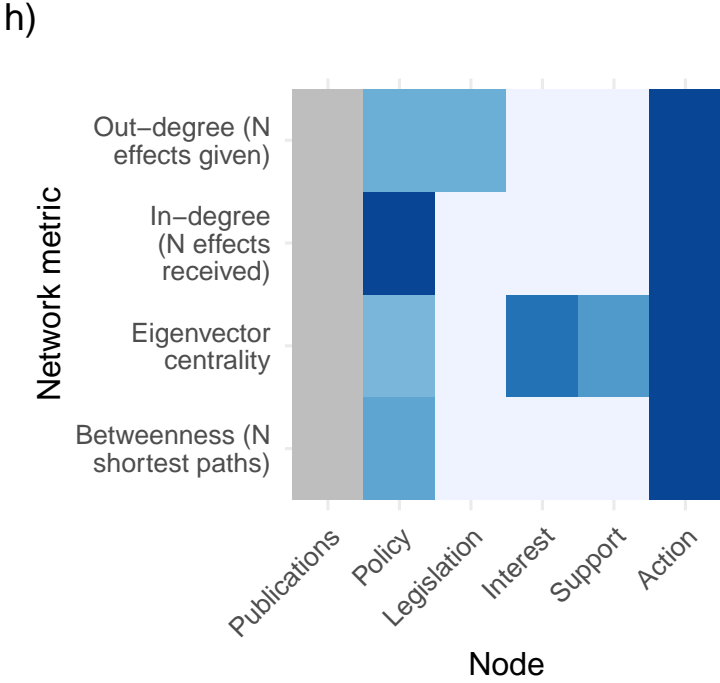 h)
Out−degree (N
effects given)
In−degree
(N effects
received)
Eigenvector
centrality
Betweenness (N
shortest paths)
Network metric
Publications
Policy
Legislation
Interest
Support
Action
Node